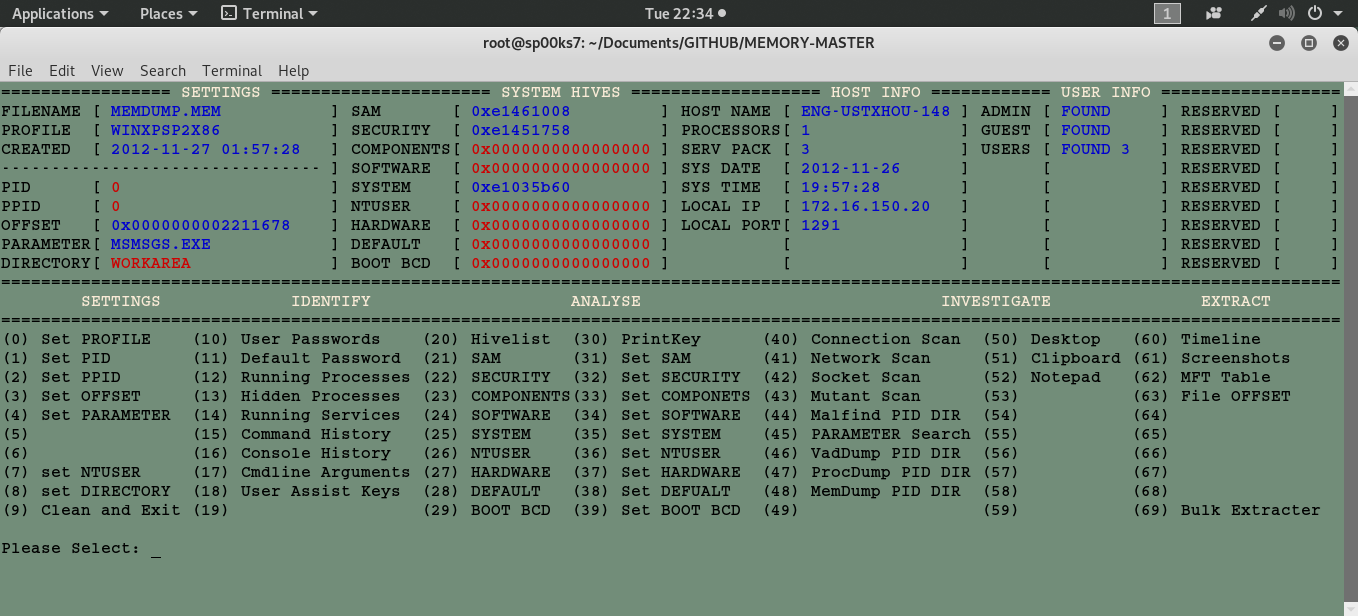 Applications Places Terminal Tue 22:34 1
root@sp00ks7: ~/Documents/GITHUB/MEMORY-MASTER
File Edit View Search Terminal Help
================= SETTINGS ===================== SYSTEM HIVES =================== HOST INFO ============ USER INFO ==================
FILENAME [ MEMDUMP.MEM ] SAM [ 0xe1461008 ] HOST NAME [ ENG-USTXHOU-148 ] ADMIN [ FOUND ] RESERVED [ ]
PROFILE [ WINXPSP2X86 ] SECURITY [ 0xe1451758 ] PROCESSORS[ 1 ] GUEST [ FOUND ] RESERVED [ ]
CREATED [ 2012-11-27 01:57:28 ] COMPONENTS[ 0x0000000000000000 ] SERV PACK [ 3 ] USERS [ FOUND 3 ] RESERVED [ ]
-------------------------------- ] SOFTWARE [ 0x0000000000000000 ] SYS DATE [ 2012-11-26 ] [ ] RESERVED [ ]
PID [ 0 ] SYSTEM [ 0xe1035b60 ] SYS TIME [ 19:57:28 ] [ ] RESERVED [ ]
PPID [ 0 ] NTUSER [ 0x0000000000000000 ] LOCAL IP [ 172.16.150.20 ] [ ] RESERVED [ ]
OFFSET [ 0x0000000002211678 ] HARDWARE [ 0x0000000000000000 ] LOCAL PORT[ 1291 ] [ ] RESERVED [ ]
PARAMETER[ MSMSGS.EXE ] DEFAULT [ 0x0000000000000000 ] [ ] [ ] RESERVED [ ]
DIRECTORY[ WORKAREA ] BOOT BCD [ 0x0000000000000000 ] [ ] [ ] RESERVED [ ]
======================================================================================================================================
SETTINGS IDENTIFY ANALYSE INVESTIGATE EXTRACT
======================================================================================================================================
(0) Set PROFILE (10) User Passwords (20) Hivelist (30) PrintKey (40) Connection Scan (50) Desktop (60) Timeline
(1) Set PID (11) Default Password (21) SAM (31) Set SAM (41) Network Scan (51) Clipboard (61) Screenshots
(2) Set PPID (12) Running Processes (22) SECURITY (32) Set SECURITY (42) Socket Scan (52) Notepad (62) MFT Table
(3) Set OFFSET (13) Hidden Processes (23) COMPONENTS(33) Set COMPONETS (43) Mutant Scan (53) (63) File OFFSET
(4) Set PARAMETER (14) Running Services (24) SOFTWARE (34) Set SOFTWARE (44) Malfind PID DIR (54) (64)
(5) (15) Command History (25) SYSTEM (35) Set SYSTEM (45) PARAMETER Search (55) (65)
(6) (16) Console History (26) NTUSER (36) Set NTUSER (46) VadDump PID DIR (56) (66)
(7) set NTUSER (17) Cmdline Arguments (27) HARDWARE (37) Set HARDWARE (47) ProcDump PID DIR (57) (67)
(8) set DIRECTORY (18) User Assist Keys (28) DEFAULT (38) Set DEFUALT (48) MemDump PID DIR (58) (68)
(9) Clean and Exit (19) (29) BOOT BCD (39) Set BOOT BCD (49) (59) (69) Bulk Extracter
Please Select: _